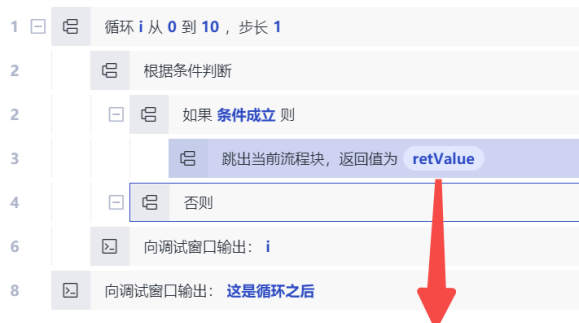 1 循环 i 从 0 到 10 ，步长 1
2 根据条件判断
2 如果 条件成立 则
3 跳出当前流程块，返回值为 retValue
4 否则
6 向调试窗口输出： i
8 向调试窗口输出： 这是循环之后